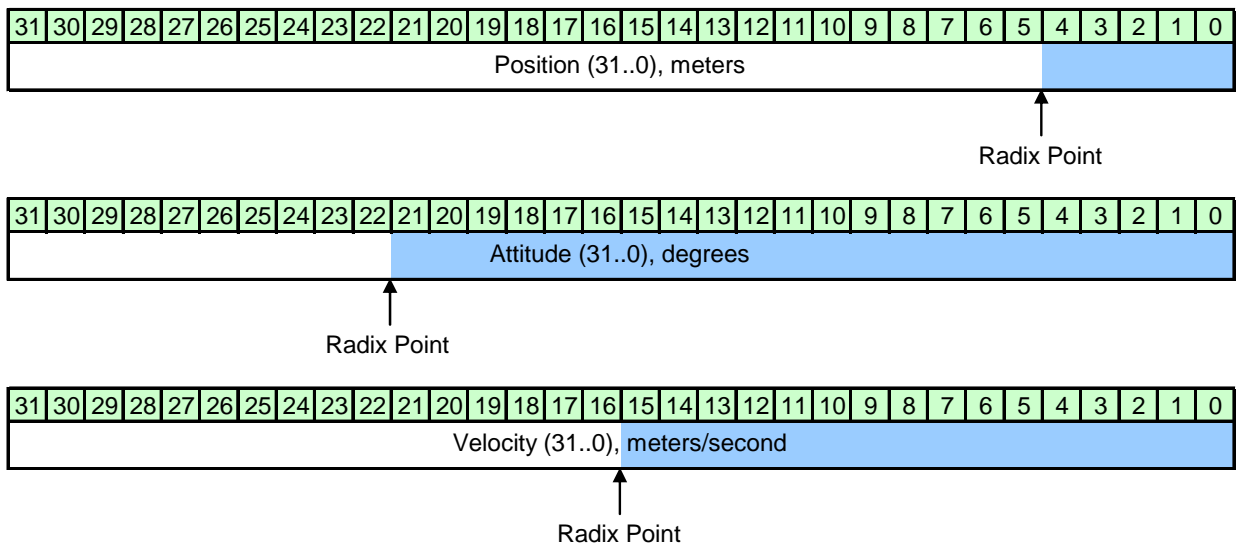 31 30 29 28 27 26 25 24 23 22 21 20 19 18 17 16 15 14 13 12 11 10 9 8 7 6 5 4 3 2 1 0
Position (31..0), meters
Radix Point
31 30 29 28 27 26 25 24 23 22 21 20 19 18 17 16 15 14 13 12 11 10 9 8 7 6 5 4 3 2 1 0
Attitude (31..0), degrees
Radix Point
31 30 29 28 27 26 25 24 23 22 21 20 19 18 17 16 15 14 13 12 11 10 9 8 7 6 5 4 3 2 1 0
Velocity (31..0), meters/second
Radix Point